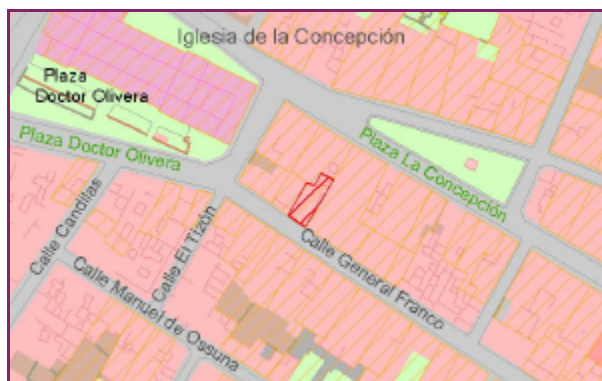 Iglesia de la Concepción
Plaza
Doctor Olivera
Plaza Doctor Olivera
Plaza La Concepción
Calle Candilas
Calle El Tizón
Calle General Franco
Calle Manuel de Ossuna